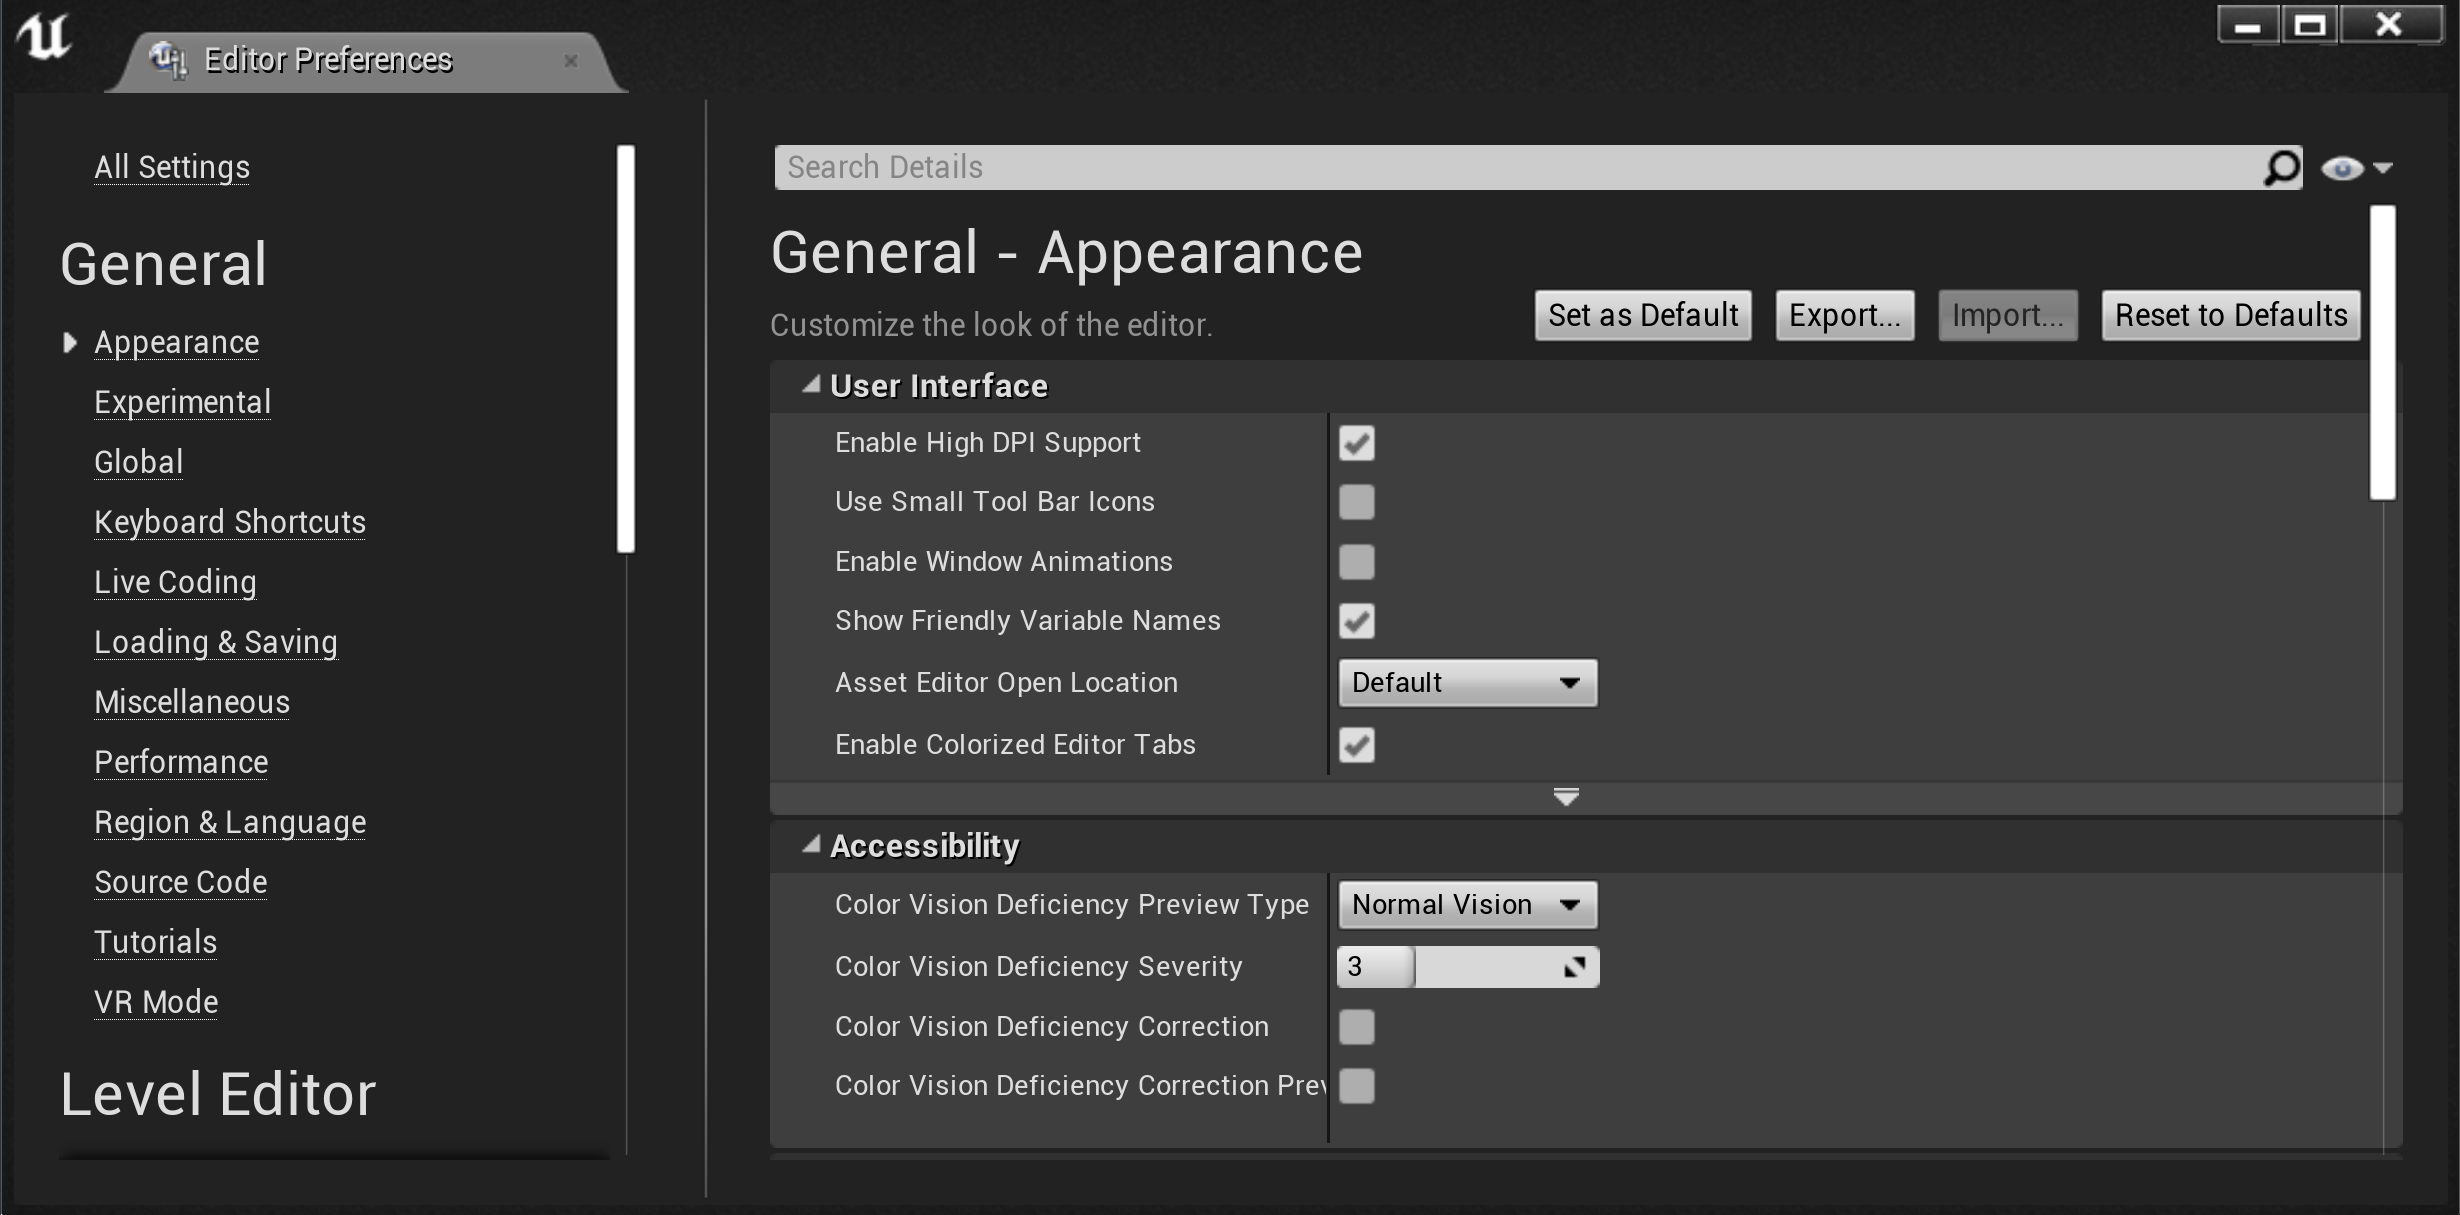 Editor Preferences
All Settings
General
Appearance
Experimental
Global
Keyboard Shortcuts
Live Coding
Loading & Saving
Miscellaneous
Performance
Region & Language
Source Code
Tutorials
VR Mode
Level Editor
Search Details
General - Appearance
Customize the look of the editor.
Set as Default
Export...
Import...
Reset to Defaults
User Interface
Enable High DPI Support
Use Small Tool Bar Icons
Enable Window Animations
Show Friendly Variable Names
Asset Editor Open Location
Default
Enable Colorized Editor Tabs
Accessibility
Color Vision Deficiency Preview Type
Normal Vision
Color Vision Deficiency Severity
3
Color Vision Deficiency Correction
Color Vision Deficiency Correction Prev